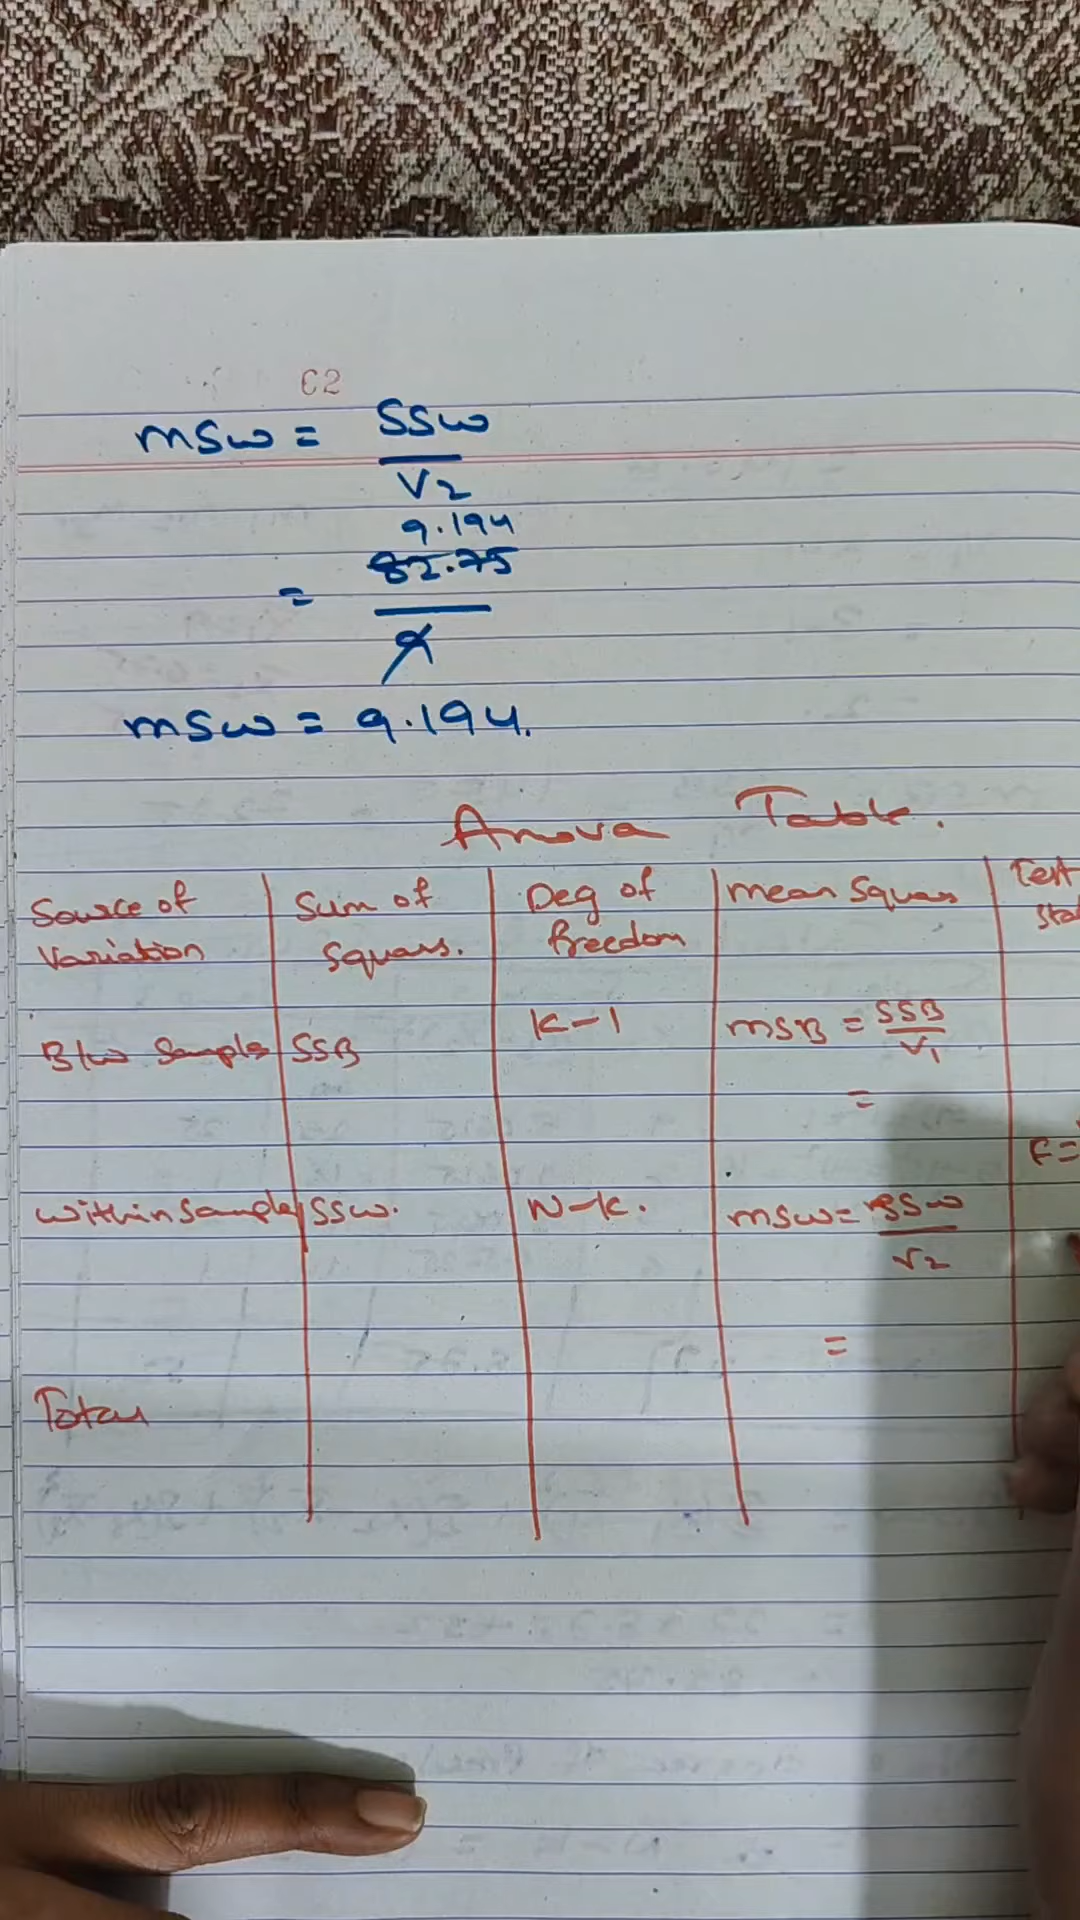 C2
MSW = SSW
V2
9.194
= 82.75
9
MSW = 9.194.
Anova Table.
Source of Variation | Sum of Squares. | Deg of freedom | Mean Squares | Test
B/w Samples | SSB | K-1 | MSB = SSB
V1
=
F=
Within Samples | SSW. | N-K. | MSW = SSW
V2
=
Total